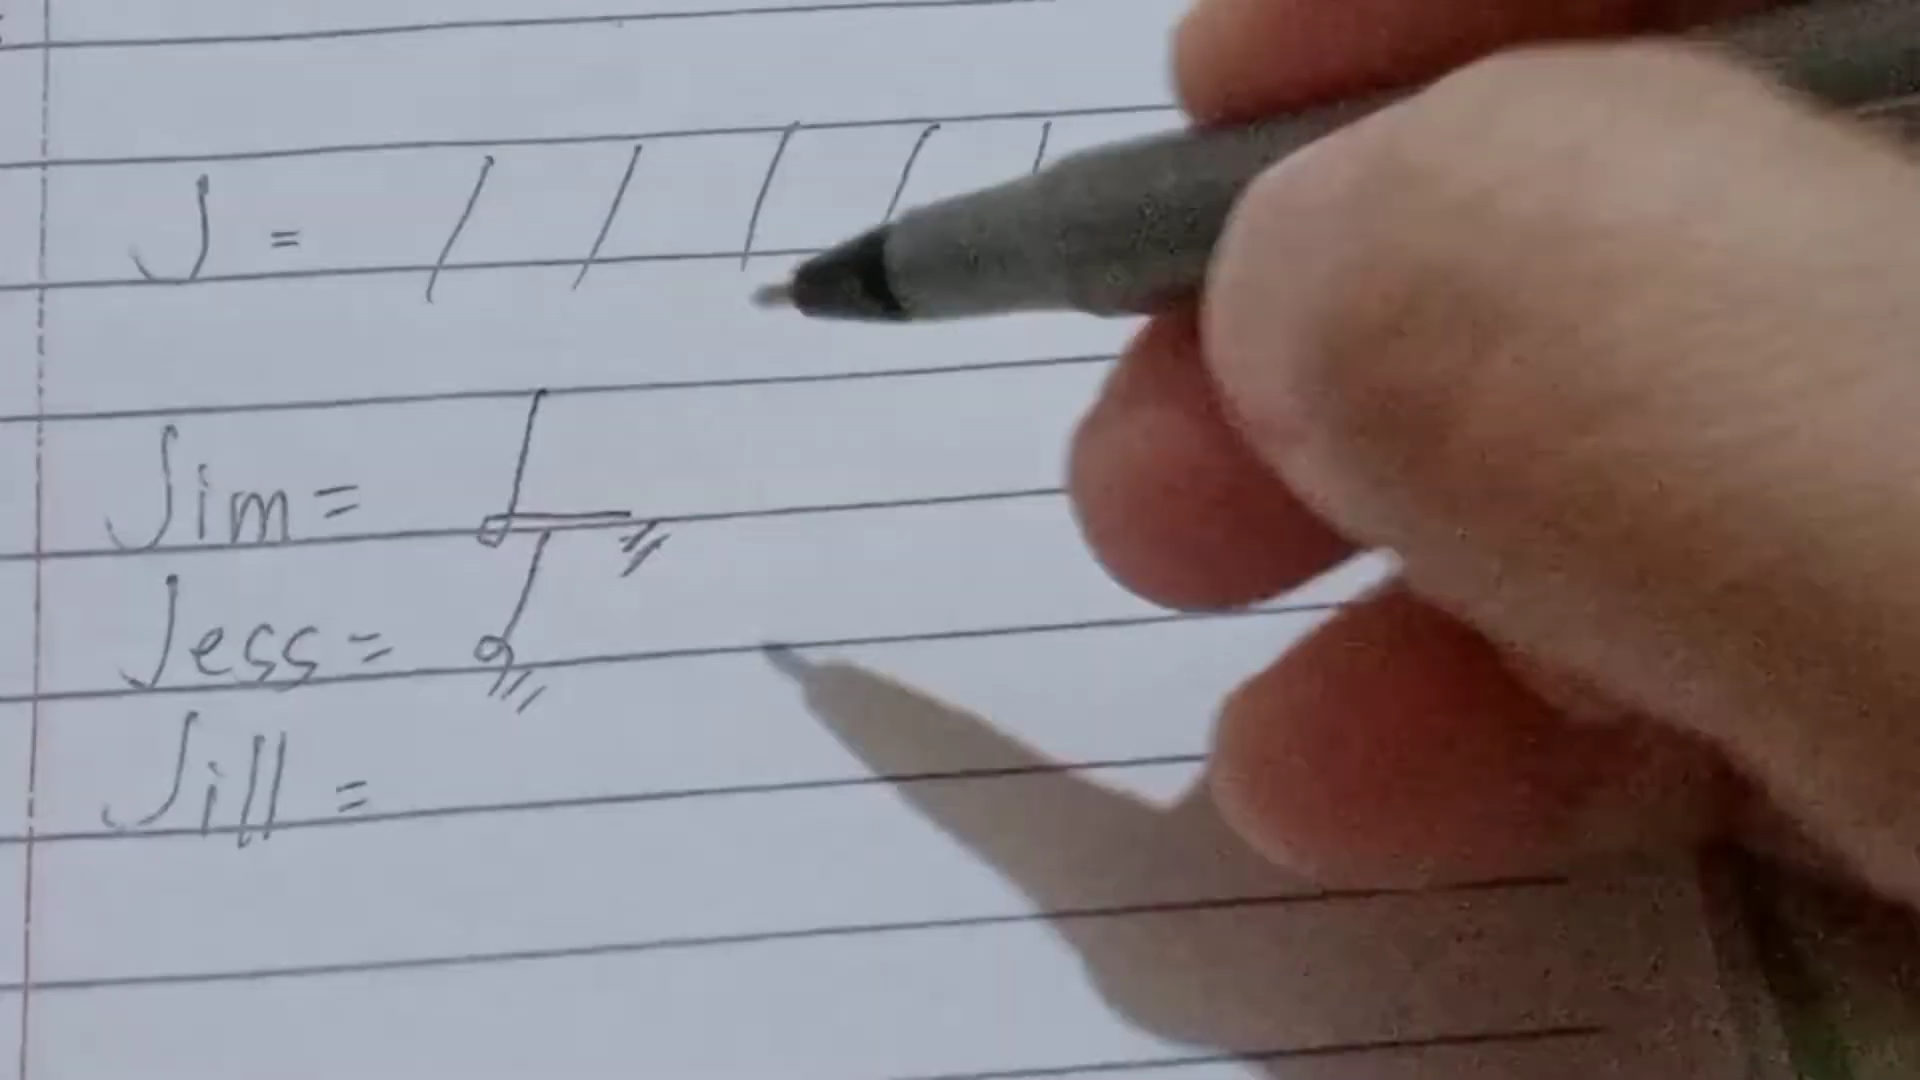 J =
Jim =
Jess =
Jill =